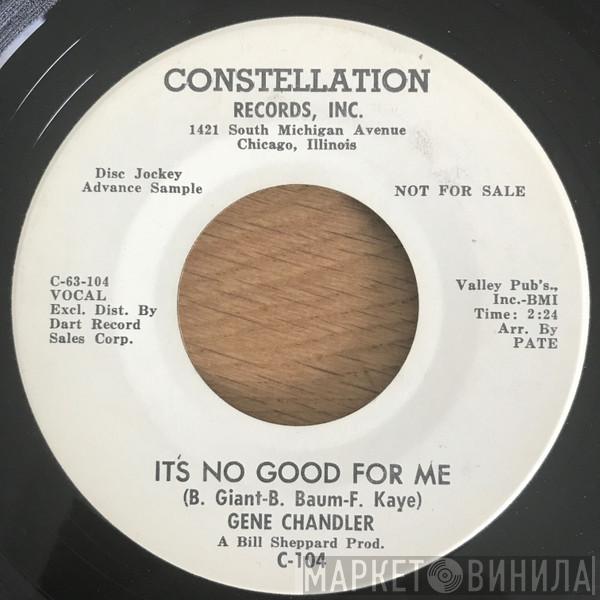 CONSTELLATION
RECORDS, INC.
1421 South Michigan Avenue
Chicago, Illinois
Disc Jockey
Advance Sample
NOT FOR SALE
C-63-104
VOCAL
Excl. Dist. By
Dart Record
Sales Corp.
Valley Pub's.,
Inc.-BMI
Time: 2:24
Arr. By
PATE
IT'S NO GOOD FOR ME
(B. Giant-B. Baum-F. Kaye)
GENE CHANDLER
A Bill Sheppard Prod.
C-104
МАРКЕТ ВИНИЛА